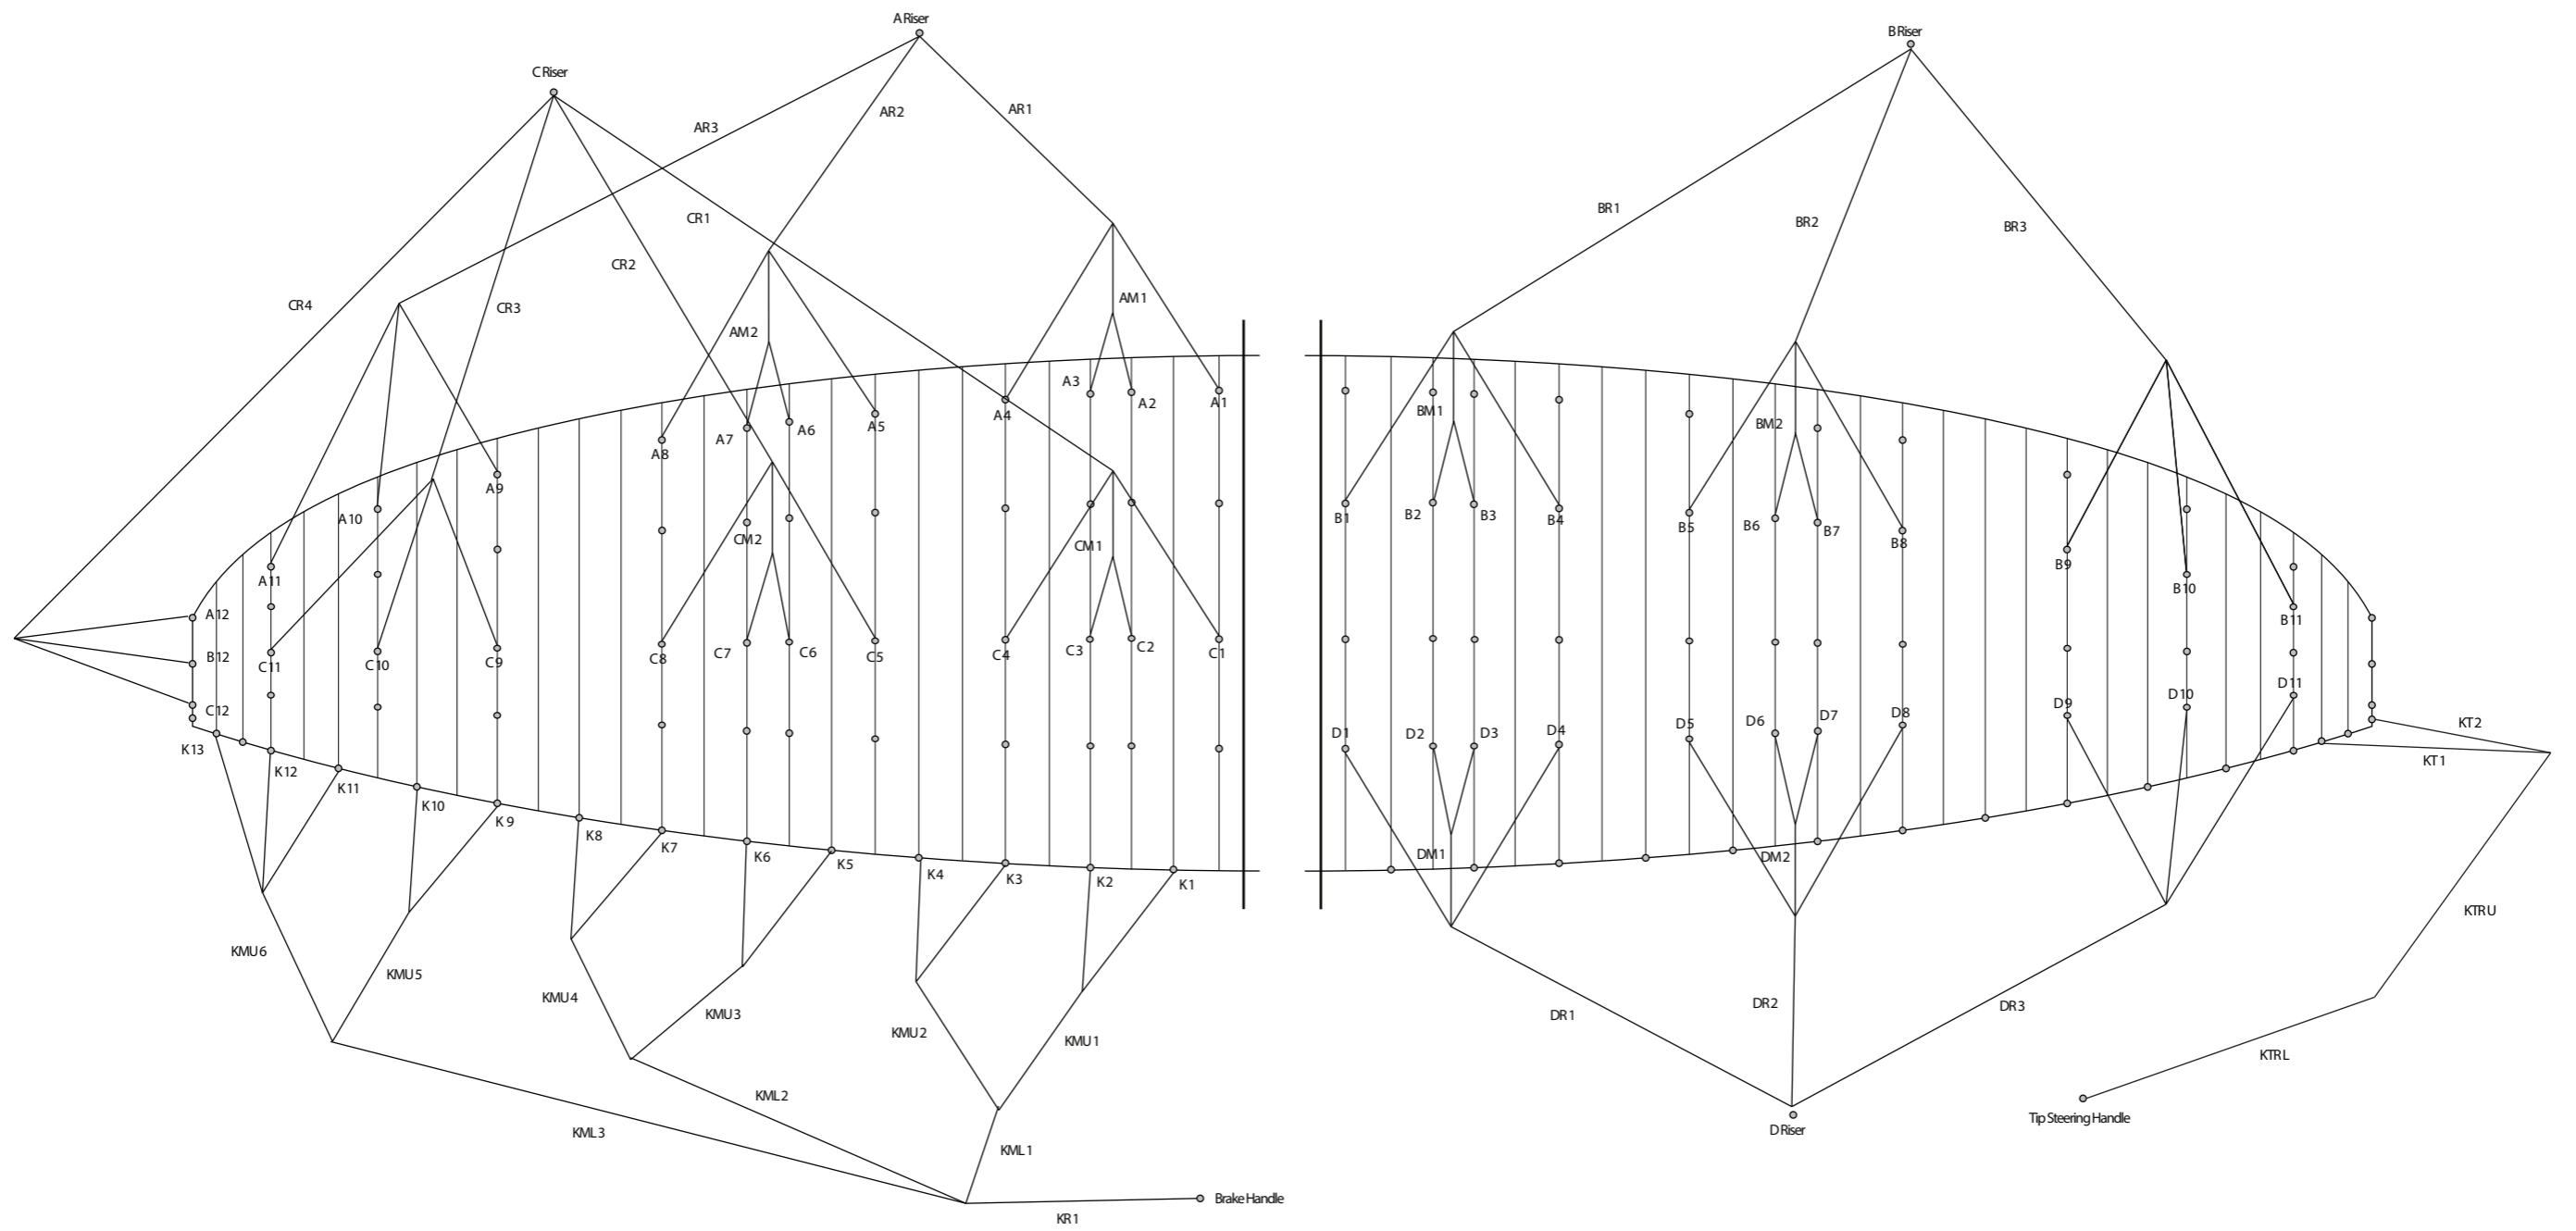 A Riser
B Riser
C Riser
AR3
AR2
AR1
CR1
CR2
CR3
CR4
BR1
BR2
BR3
AM1
AM2
A3
A2
A1
A4
A5
A6
A7
A8
A9
A10
A11
A12
B12
C12
CM2
CM1
C11
C10
C9
C8
C7
C6
C5
C4
C3
C2
C1
BM1
BM2
B1
B2
B3
B4
B5
B6
B7
B8
B9
B10
B11
D1
D2
D3
D4
D5
D6
D7
D8
D9
D10
D11
K13
K12
K11
K10
K9
K8
K7
K6
K5
K4
K3
K2
K1
DM1
DM2
KT2
KT1
KTRU
KTRL
KMU6
KMU5
KMU4
KMU3
KMU2
KMU1
DR1
DR2
DR3
KML3
KML2
KML1
D Riser
Tip Steering Handle
Brake Handle
KR1